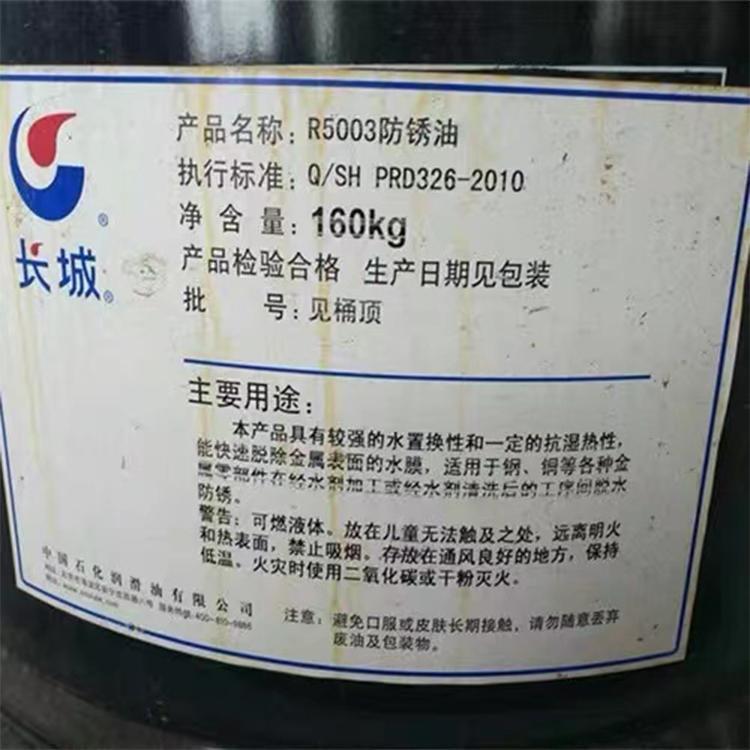 长城
产品名称：R5003防锈油
执行标准：Q/SH PRD326-2010
净 含 量：160kg
产品检验合格 生产日期见包装
批 号：见桶顶
主要用途：
本产品具有较强的水置换性和一定的抗湿热性，
能快速脱除金属表面的水膜，适用于钢、铜等各种金
属零部件在经水剂加工或经水剂清洗后的工序间脱水
防锈。
警告：可燃液体。放在儿童无法触及之处，远离明火
和热表面，禁止吸烟。存放在通风良好的地方，保持
低温。火灾时使用二氧化碳或干粉灭火。
中国石化润滑油有限公司
注意：避免口服或皮肤长期接触，请勿随意丢弃
废油及包装物。